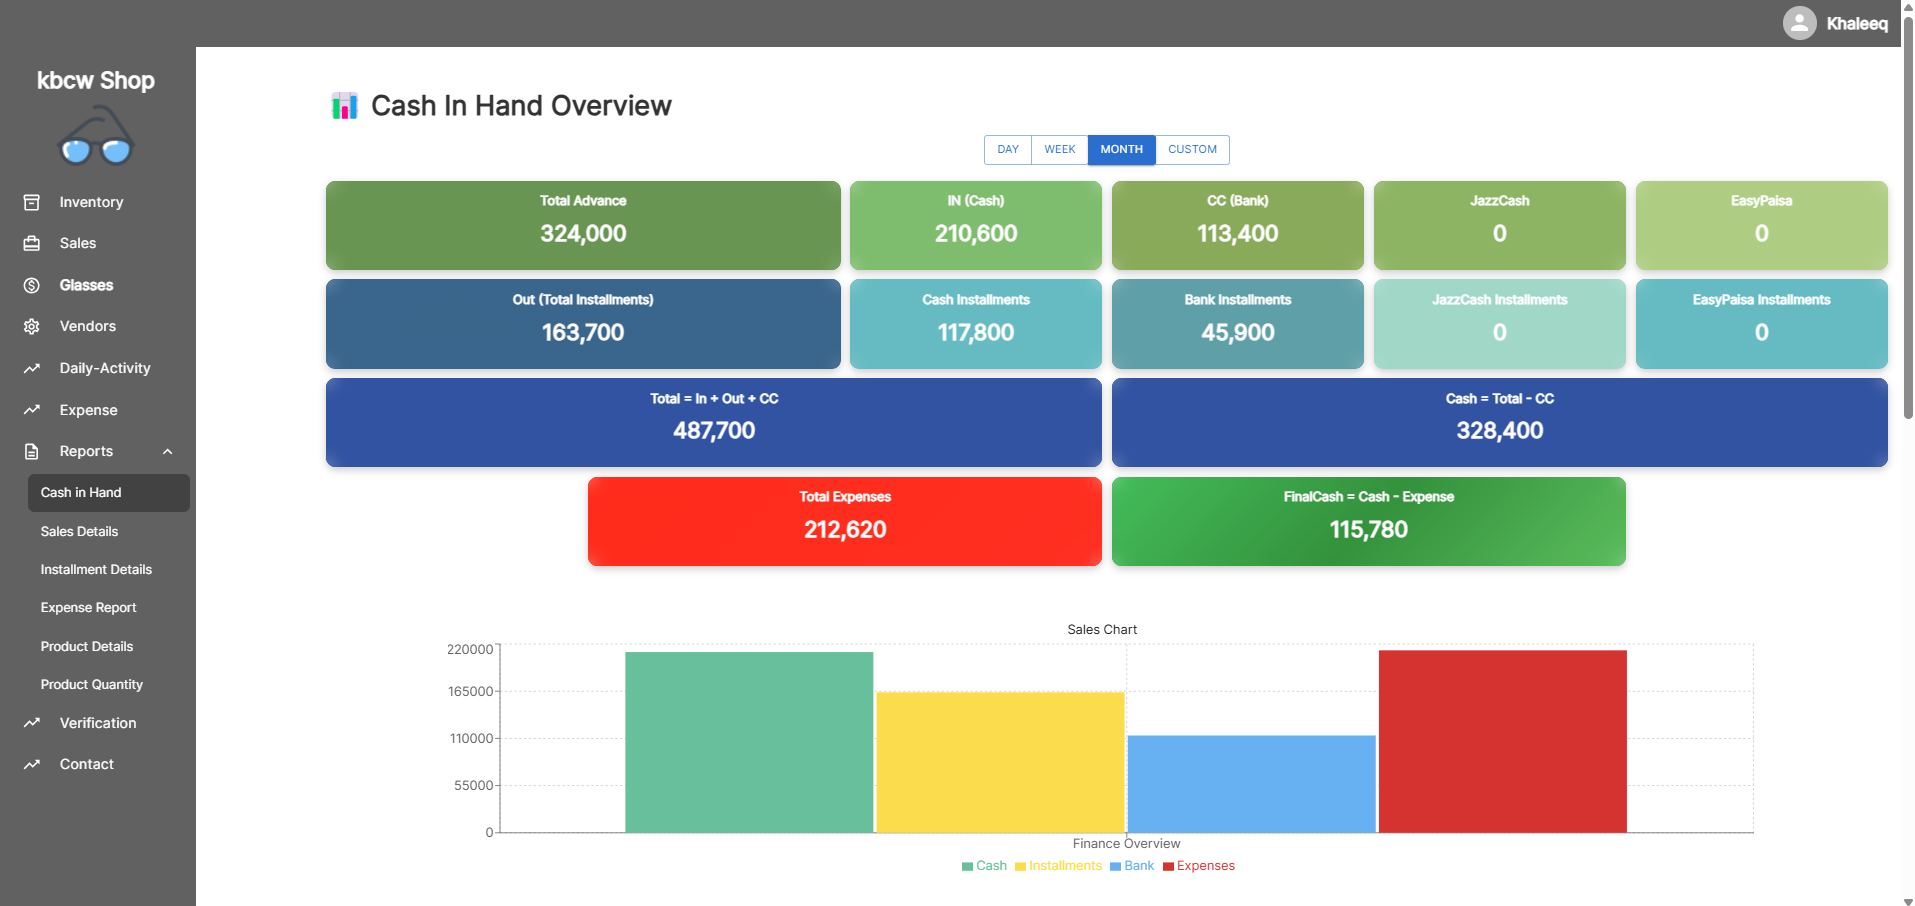 Khaleeq
kbcw Shop
Inventory
Sales
Glasses
Vendors
Daily-Activity
Expense
Reports
Cash in Hand
Sales Details
Installment Details
Expense Report
Product Details
Product Quantity
Verification
Contact
Cash In Hand Overview
DAY WEEK MONTH CUSTOM
Total Advance
324,000
IN (Cash)
210,600
CC (Bank)
113,400
JazzCash
0
EasyPaisa
0
Out (Total Installments)
163,700
Cash Installments
117,800
Bank Installments
45,900
JazzCash Installments
0
EasyPaisa Installments
0
Total = In + Out + CC
487,700
Cash = Total - CC
328,400
Total Expenses
212,620
FinalCash = Cash - Expense
115,780
Sales Chart
220000
165000
110000
55000
0
Finance Overview
Cash Installments Bank Expenses